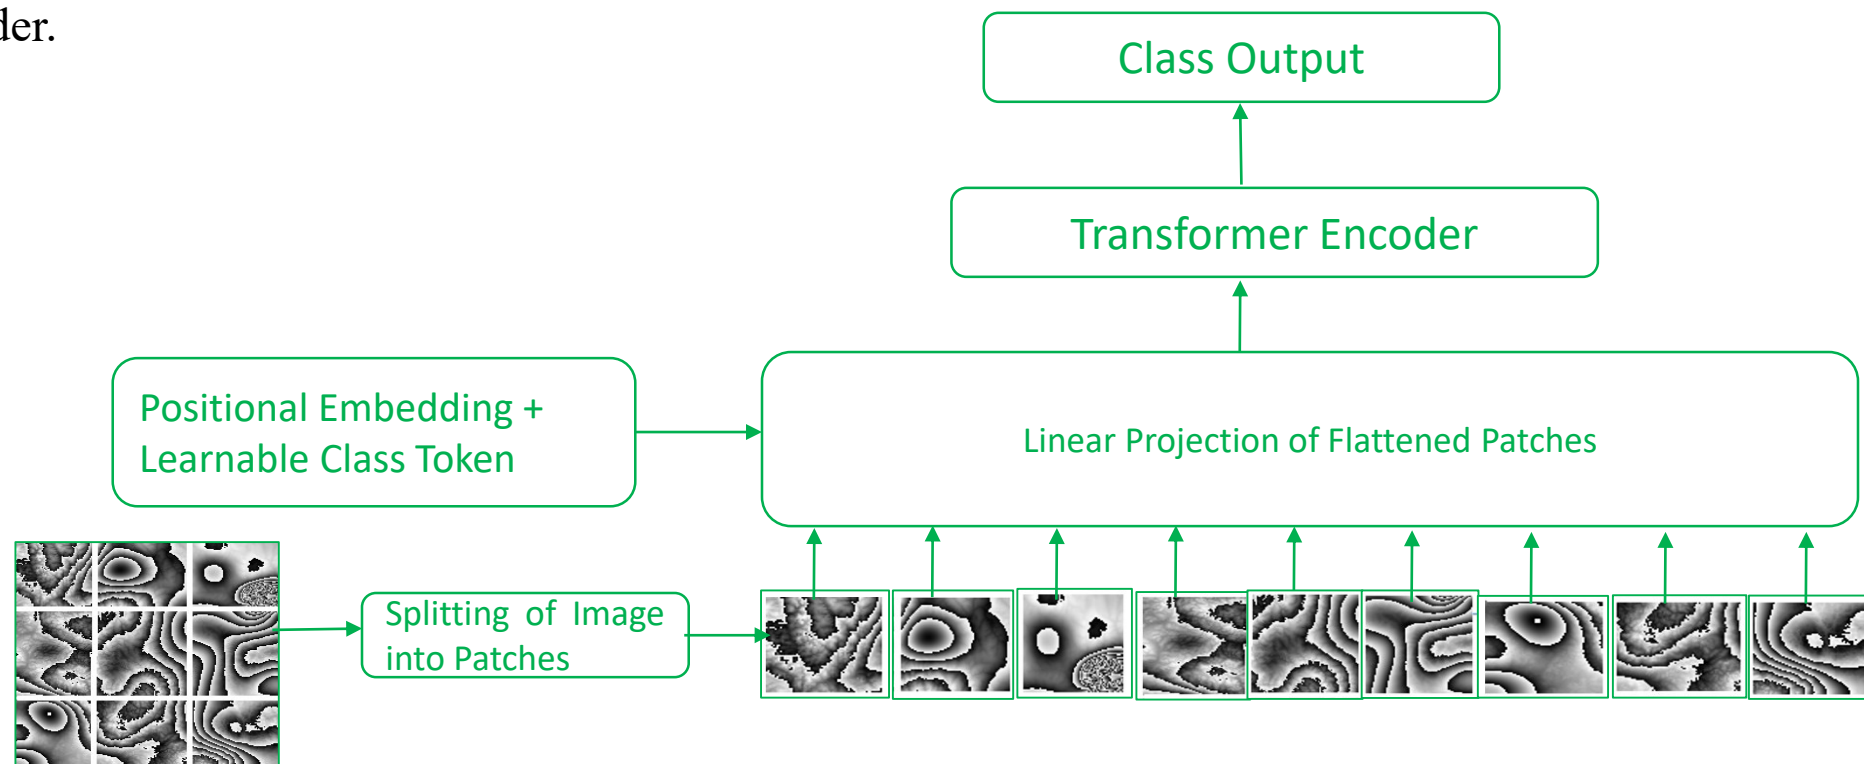 Class Output
Transformer Encoder
Positional Embedding +
Learnable Class Token
Linear Projection of Flattened Patches
Splitting of Image
into Patches